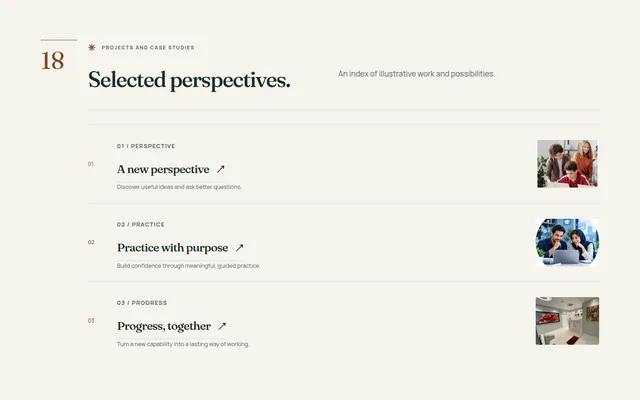 18
PROJECTS AND CASE STUDIES
Selected perspectives.
An index of illustrative work and possibilities.
01
01 / PERSPECTIVE
A new perspective ↗
Discover useful ideas and ask better questions.
02
02 / PRACTICE
Practice with purpose ↗
Build confidence through meaningful, guided practice.
03
03 / PROGRESS
Progress, together ↗
Turn a new capability into a lasting way of working.